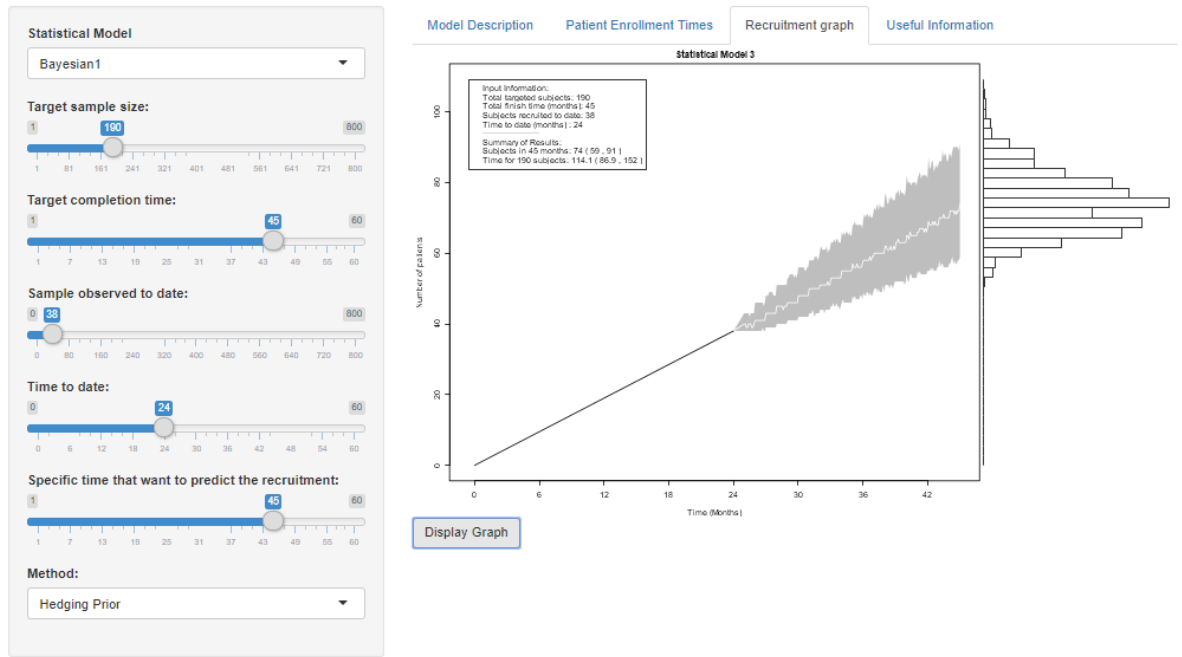 Statistical Model
Bayesian1
Target sample size:
1 190 800
1 81 161 241 321 401 481 561 641 720 800
Target completion time:
1 45 60
1 7 13 19 25 31 37 43 49 55 60
Sample observed to date:
0 38 800
0 80 160 240 320 400 480 560 640 720 800
Time to date:
0 24 60
0 6 12 18 24 30 36 42 48 54 60
Specific time that want to predict the recruitment:
1 45 60
1 7 13 19 25 31 37 43 49 55 60
Method:
Hedging Prior
Model Description Patient Enrollment Times Recruitment graph Useful Information
Statistical Model 3
Input Information:
Total targeted subjects: 190
Total finish time (months): 45
Subjects recruited to date: 38
Time to date (months) : 24
Summary of Results:
Subjects in 45 months: 74 ( 59 , 91 )
Time for 190 subjects: 114.1 ( 86.9 , 152 )
Number of patients
100
80
60
40
20
0
0 6 12 18 24 30 36 42
Time (Months)
Display Graph